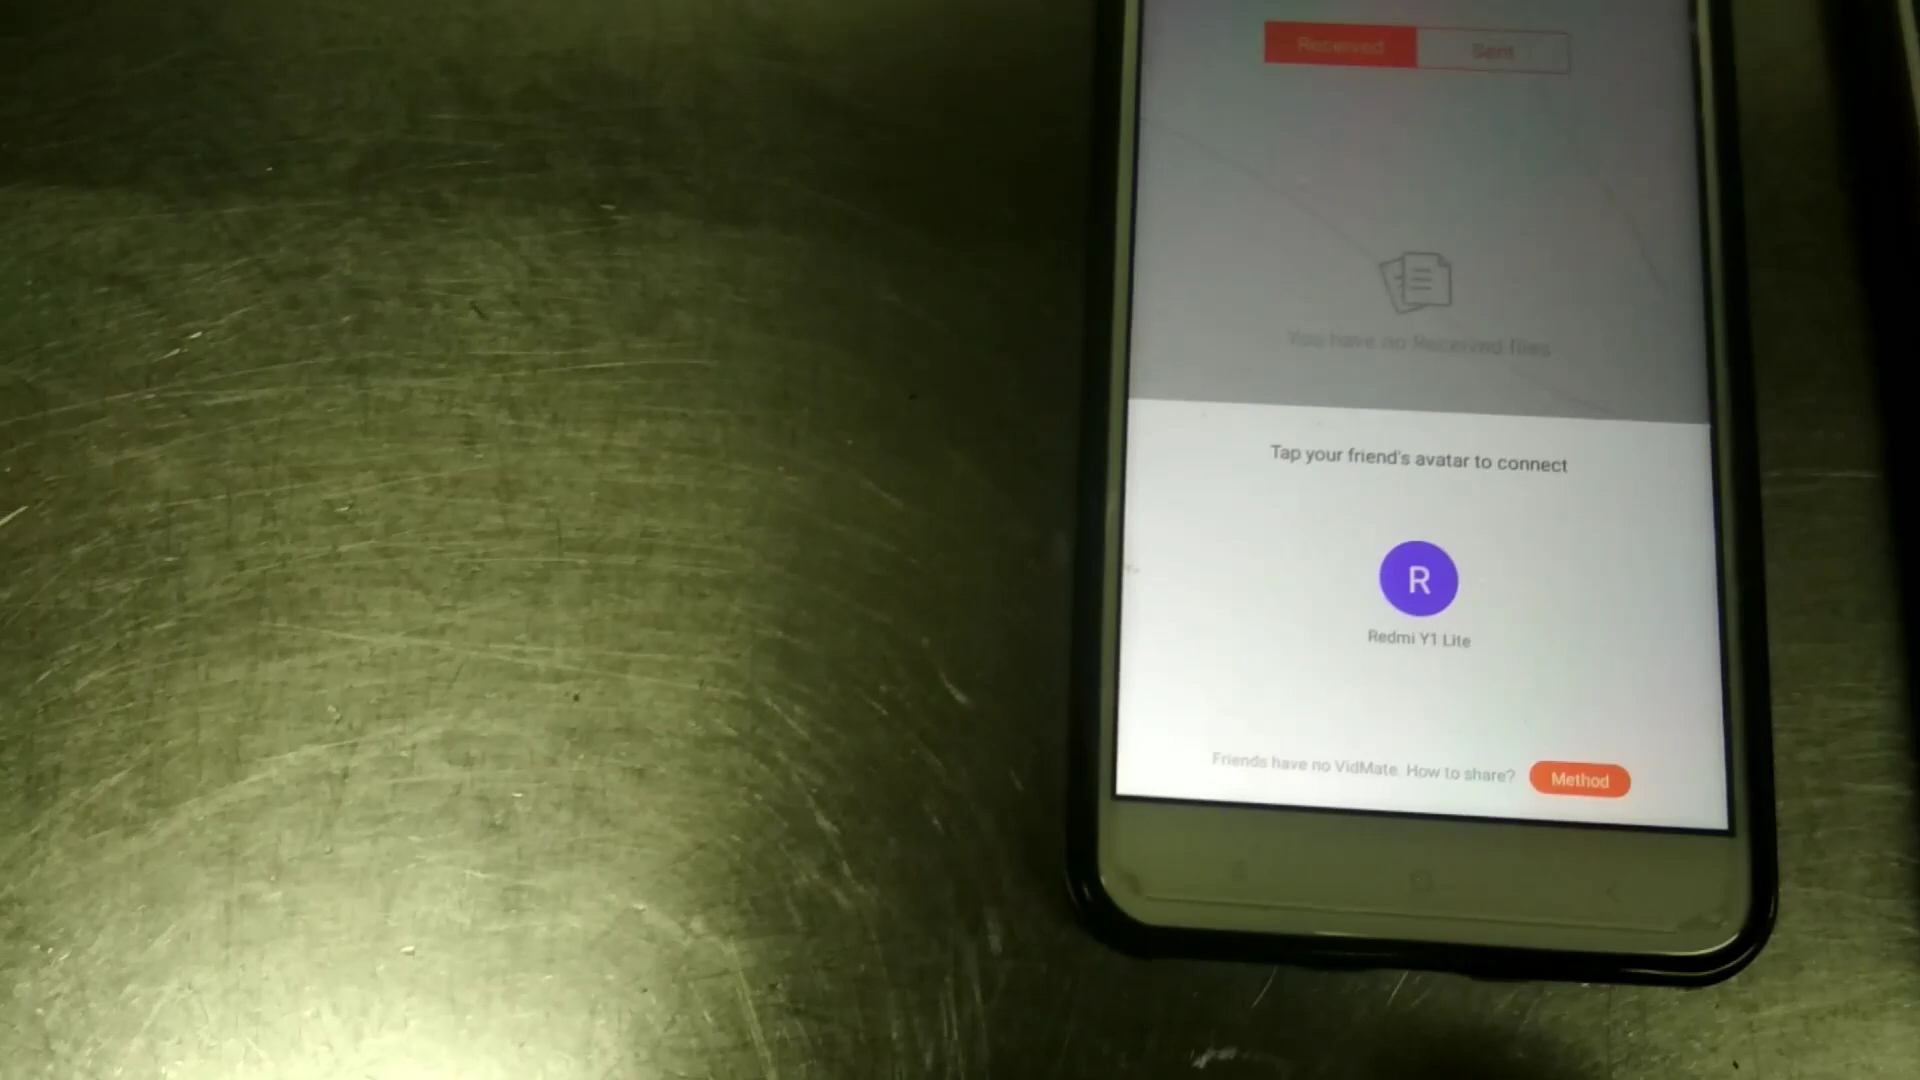 Received Sent
You have no Received files
Tap your friend's avatar to connect
R
Redmi Y1 Lite
Friends have no VidMate. How to share? Method